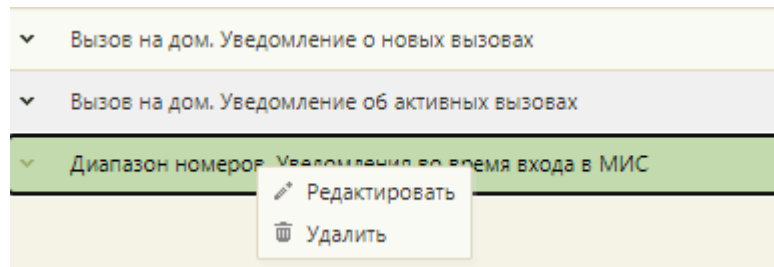 Вызов на дом. Уведомление о новых вызовах
Вызов на дом. Уведомление об активных вызовах
Диапазон номеров. Уведомления во время входа в МИС
Редактировать
Удалить